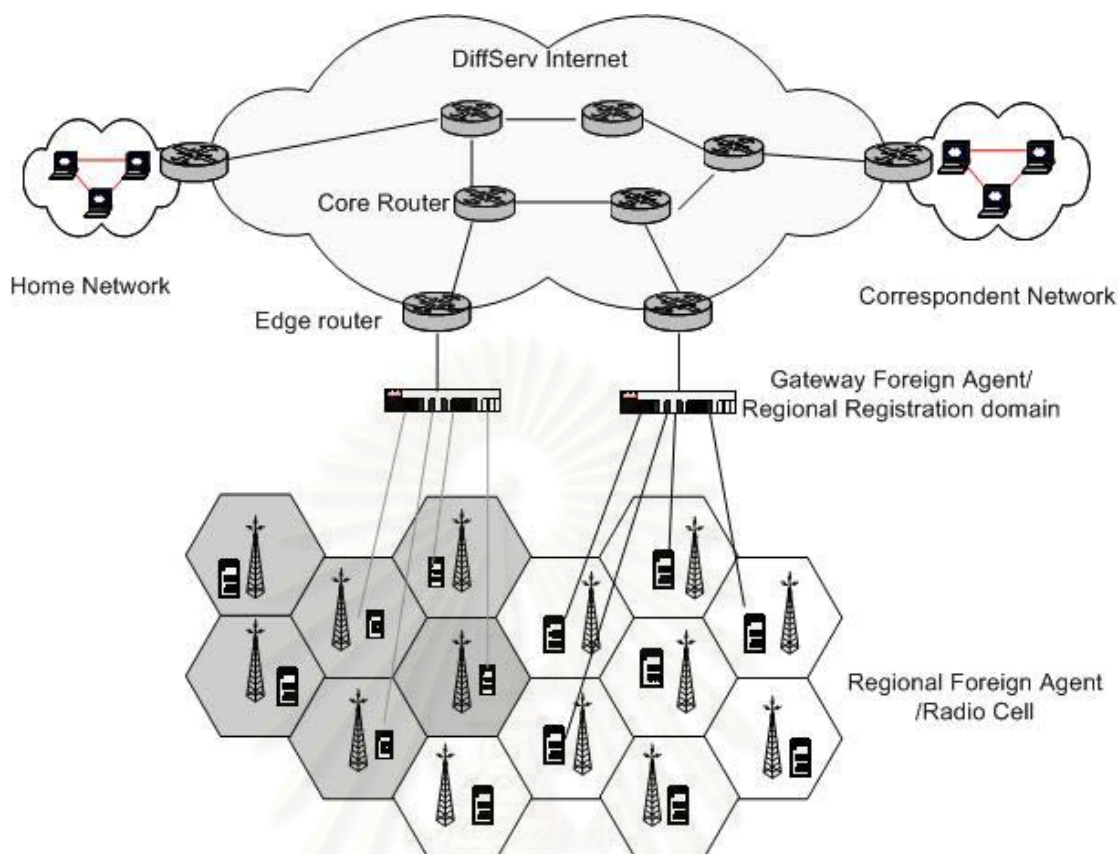 DiffServ Internet
Core Router
Home Network
Correspondent Network
Edge router
Gateway Foreign Agent/
Regional Registration domain
Regional Foreign Agent
/Radio Cell